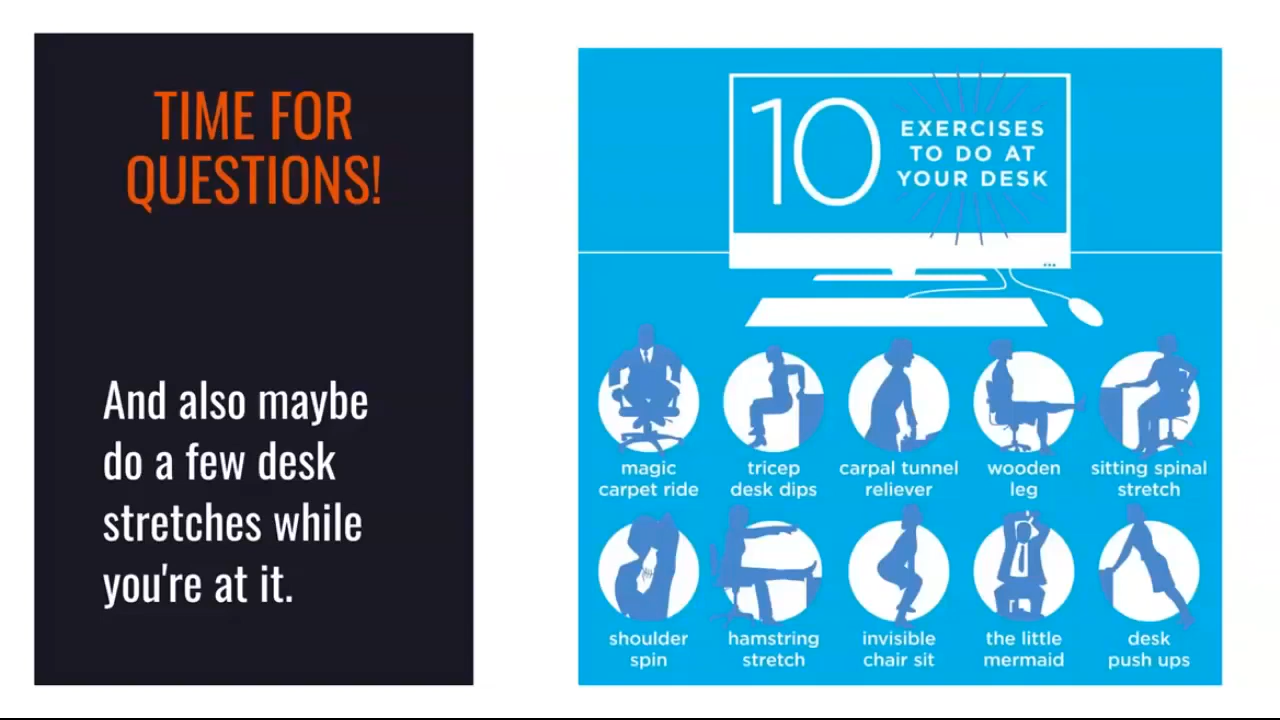 TIME FOR
QUESTIONS!
And also maybe
do a few desk
stretches while
you're at it.
10
EXERCISES
TO DO AT
YOUR DESK
magic
carpet ride
tricep
desk dips
carpal tunnel
reliever
wooden
leg
sitting spinal
stretch
shoulder
spin
hamstring
stretch
invisible
chair sit
the little
mermaid
desk
push ups